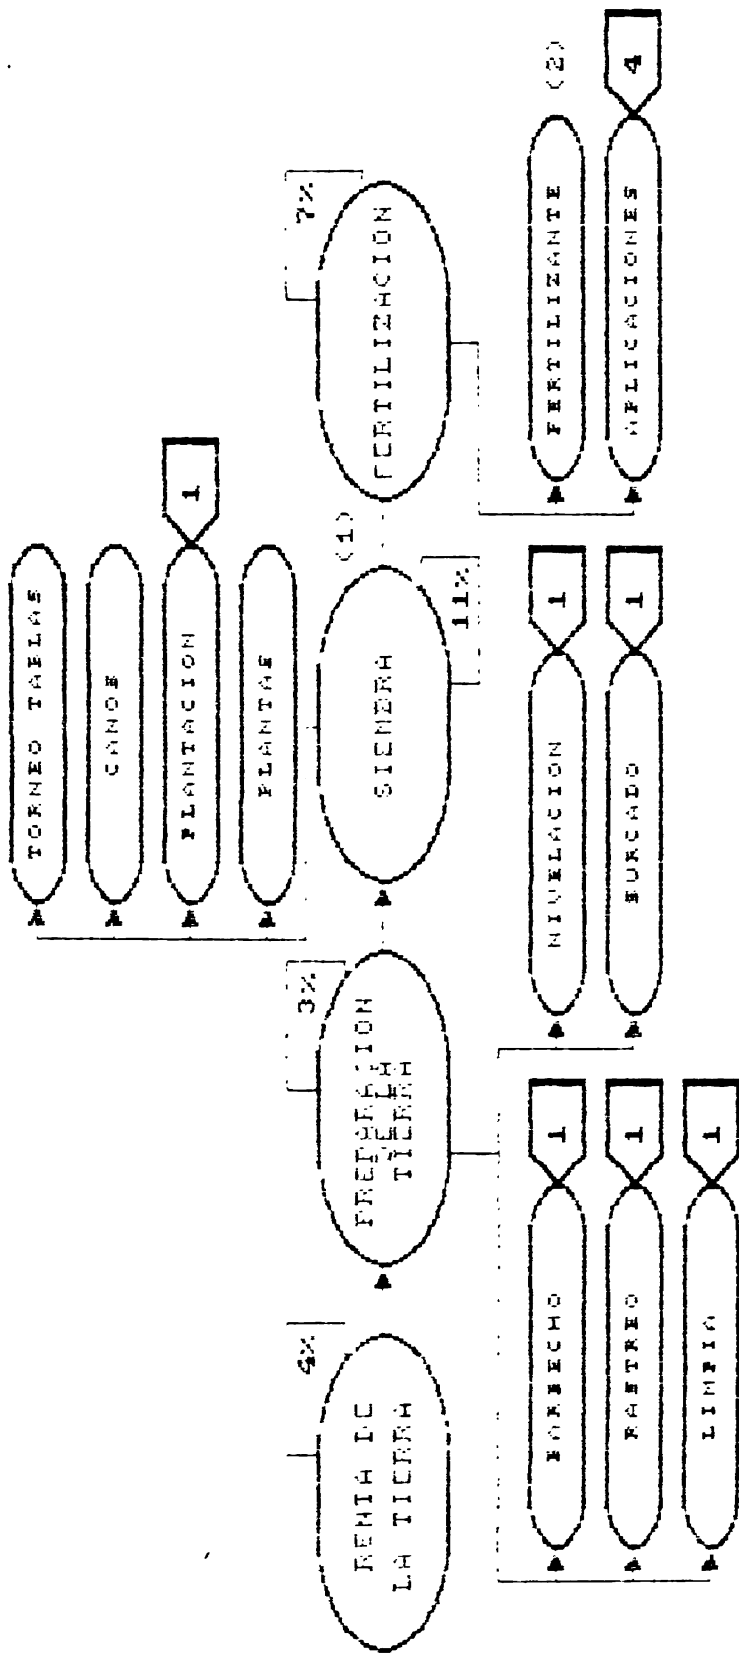 TORNEO TABLAS
CANOS
PLANTACION
1
PLANTAS
RENTA DE
LA TIERRA
4%
PREPARACION
DE LA
TIERRA
3%
SIEMBRA
(1)
11%
FERTILIZACION
7%
BARBECHO
1
RASTREO
1
LIMPIA
1
NIVELACION
1
SURCADO
1
FERTILIZANTE
(2)
APLICACIONES
4